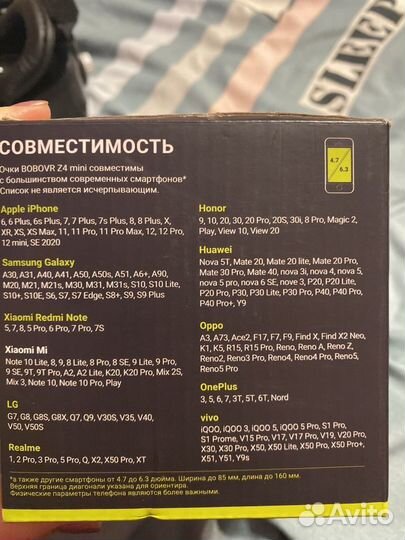 SLEEP
СОВМЕСТИМОСТЬ
Очки BOBOVR Z4 mini совместимы
с большинством современных смартфонов*
Список не является исчерпывающим.
4.7
6.3
Apple iPhone
6, 6 Plus, 6s Plus, 7, 7 Plus, 7s Plus, 8, 8 Plus, X,
XR, XS, XS Max, 11, 11 Pro, 11 Pro Max, 12, 12 Pro,
12 mini, SE 2020
Samsung Galaxy
A30, A31, A40, A41, A50, A50s, A51, A6+, A90,
M20, M21, M21s, M30, M31, M31s, S10, S10 Lite,
S10+, S10E, S6, S7, S7 Edge, S8+, S9, S9 Plus
Xiaomi Redmi Note
5, 7, 8, 5 Pro, 6 Pro, 7 Pro, 7S
Xiaomi Mi
Note 10 Lite, 8, 9, 8 Lite, 8 Pro, 8 SE, 9 Lite, 9 Pro,
9 SE, 9T, 9T Pro, A2, A2 Lite, K20, K20 Pro, Mix 2S,
Mix 3, Note 10, Note 10 Pro, Play
LG
G7, G8, G8S, G8X, Q7, Q9, V30S, V35, V40,
V50, V50S
Realme
1, 2 Pro, 3 Pro, 5 Pro, Q, X2, X50 Pro, XT
Honor
9, 10, 20, 30, 20 Pro, 20S, 30i, 8 Pro, Magic 2,
Play, View 10, View 20
Huawei
Nova 5T, Mate 20, Mate 20 lite, Mate 20 Pro,
Mate 30 Pro, Mate 40, nova 3i, nova 4, nova 5,
nova 5 pro, nova 6 SE, nove 3, P20, P20 Lite,
P20 Pro, P30, P30 Lite, P30 Pro, P40, P40 Pro,
P40 Pro+, Y9
Oppo
A3, A73, Ace2, F17, F7, F9, Find X, Find X2 Neo,
K1, K5, R15, R15 Pro, Reno, Reno A, Reno Z,
Reno2, Reno3 Pro, Reno4, Reno4 Pro, Reno5,
Reno5 Pro
OnePlus
3, 5, 6, 7, 3T, 5T, 6T, Nord
vivo
iQOO, iQOO 3, iQOO 5, iQOO 5 Pro, S1 Pro,
S1 Prome, V15 Pro, V17, V17 Pro, V19, V20 Pro,
X30, X30 Pro, X50, X50 Lite, X50 Pro, X50 Pro+,
X51, Y51, Y9s
*а также другие смартфоны от 4.7 до 6.3 дюйма. Ширина до 85 мм, длина до 160 мм.
Верхняя граница диагонали указана для ориентира.
Физические параметры телефона являются более важными.
Avito